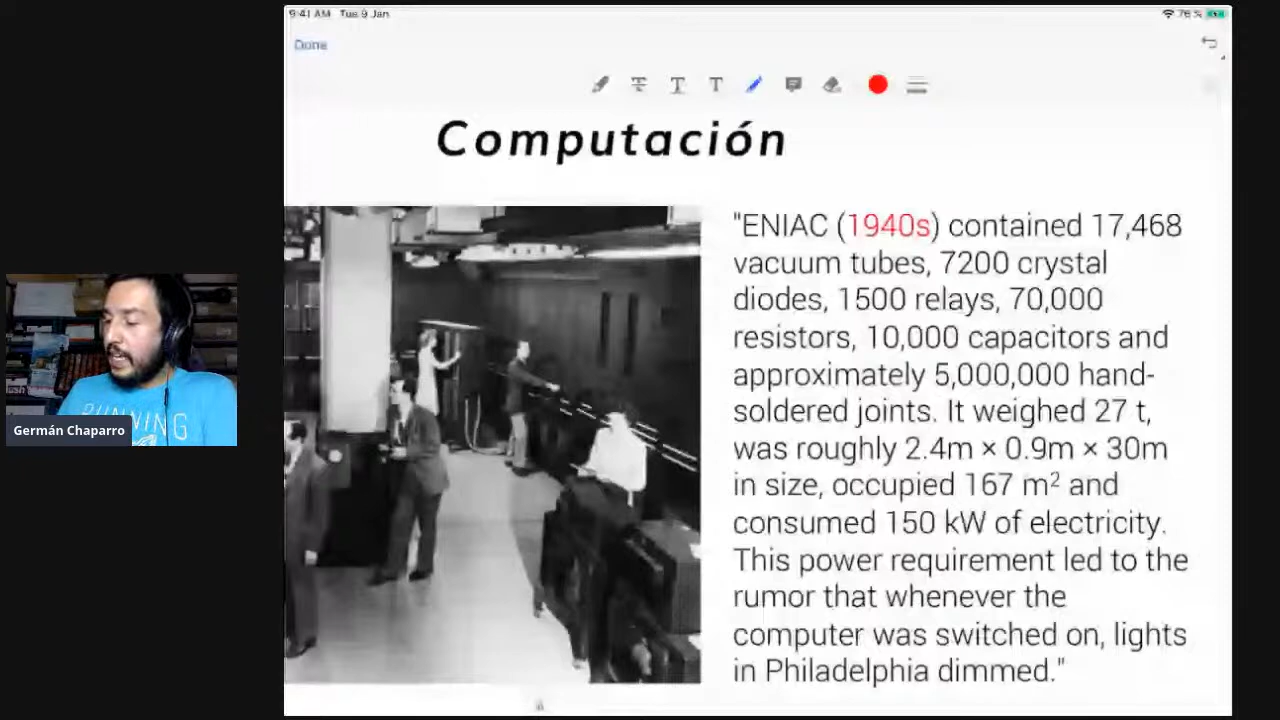 9:41 AM Tue 9 Jan
76 %
Done
Computación
"ENIAC (1940s) contained 17,468
vacuum tubes, 7200 crystal
diodes, 1500 relays, 70,000
resistors, 10,000 capacitors and
approximately 5,000,000 hand-
soldered joints. It weighed 27 t,
was roughly 2.4m × 0.9m × 30m
in size, occupied 167 m² and
consumed 150 kW of electricity.
This power requirement led to the
rumor that whenever the
computer was switched on, lights
in Philadelphia dimmed."
RUNNING
Germán Chaparro